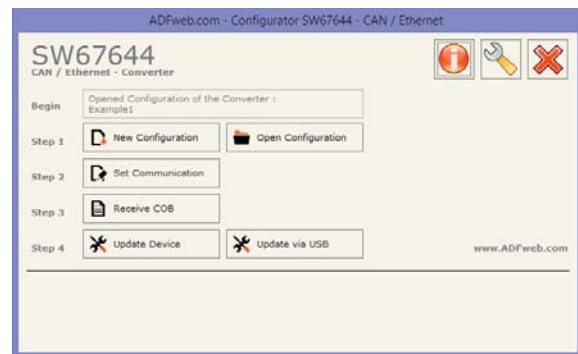 ADFweb.com - Configurator SW67644 - CAN / Ethernet
SW67644
CAN / Ethernet - Converter
Begin
Opened Configuration of the Converter :
Example1
Step 1
New Configuration
Open Configuration
Step 2
Set Communication
Step 3
Receive COB
Step 4
Update Device
Update via USB
www.ADFweb.com